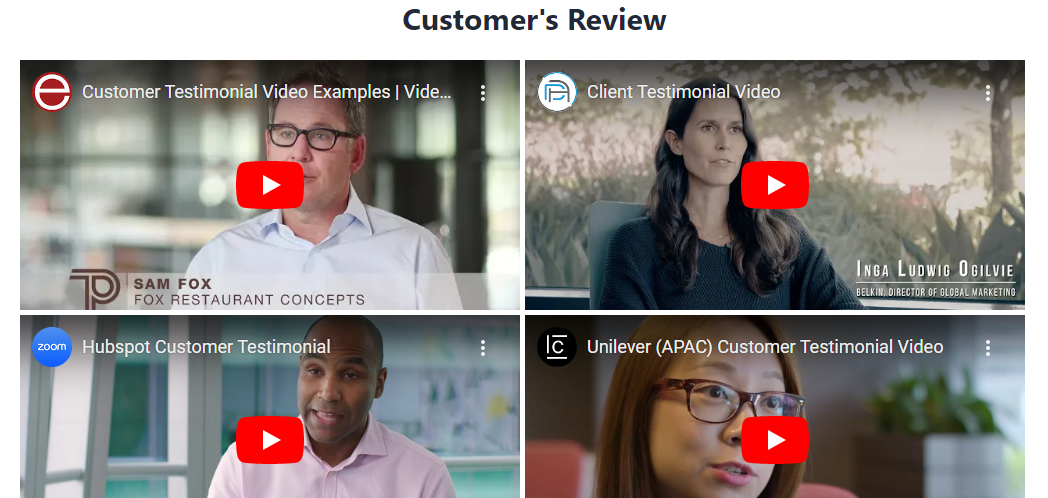 Customer's Review
Customer Testimonial Video Examples | Vide...
Client Testimonial Video
SAM FOX
FOX RESTAURANT CONCEPTS
INGA LUDWIG OGILVIE
BELKIN, DIRECTOR OF GLOBAL MARKETING
zoom
Hubspot Customer Testimonial
IC
Unilever (APAC) Customer Testimonial Video